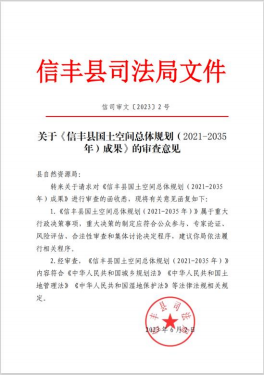 信丰县司法局文件
信司审文〔2023〕2号
关于《信丰县国土空间总体规划（2021-2035
年）成果》的审查意见
县自然资源局：
转来关于请求对《信丰县国土空间总体规划（2021-2035
年）成果》进行审查的函收悉，现将有关意见函复如下：
1.《信丰县国土空间总体规划（2021-2035年）》属于重大
行政决策事项，重大决策的制定应符合公众参与、专家论证、
风险评估、合法性审查和集体讨论决定程序，建议你局依法履
行相关程序。
2.经审查，《信丰县国土空间总体规划（2021-2035年）》
内容符合《中华人民共和国城乡规划法》《中华人民共和国土
地管理法》《中华人民共和国湿地保护法》等法律法规相关规
定。
2023年6月2日